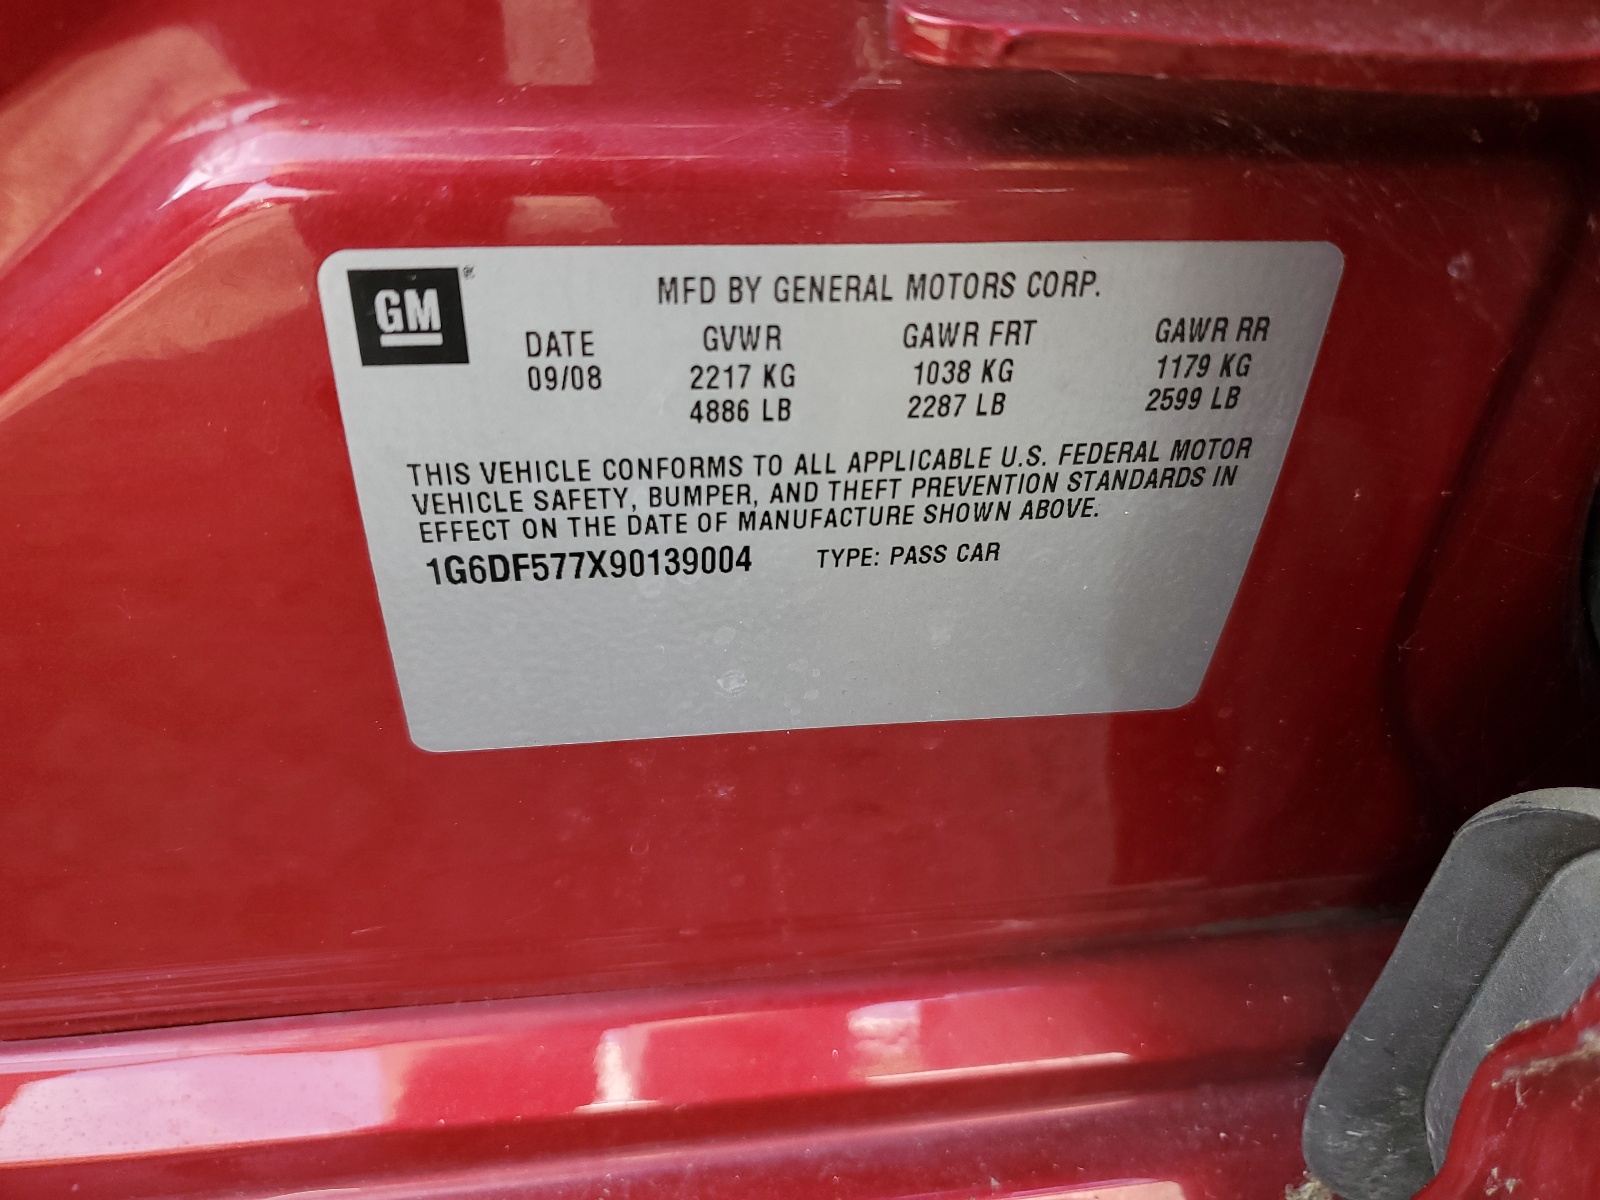 GM®
MFD BY GENERAL MOTORS CORP.
DATE GVWR GAWR FRT GAWR RR
09/08 2217 KG 1038 KG 1179 KG
4886 LB 2287 LB 2599 LB
THIS VEHICLE CONFORMS TO ALL APPLICABLE U.S. FEDERAL MOTOR
VEHICLE SAFETY, BUMPER, AND THEFT PREVENTION STANDARDS IN
EFFECT ON THE DATE OF MANUFACTURE SHOWN ABOVE.
1G6DF577X90139004 TYPE: PASS CAR